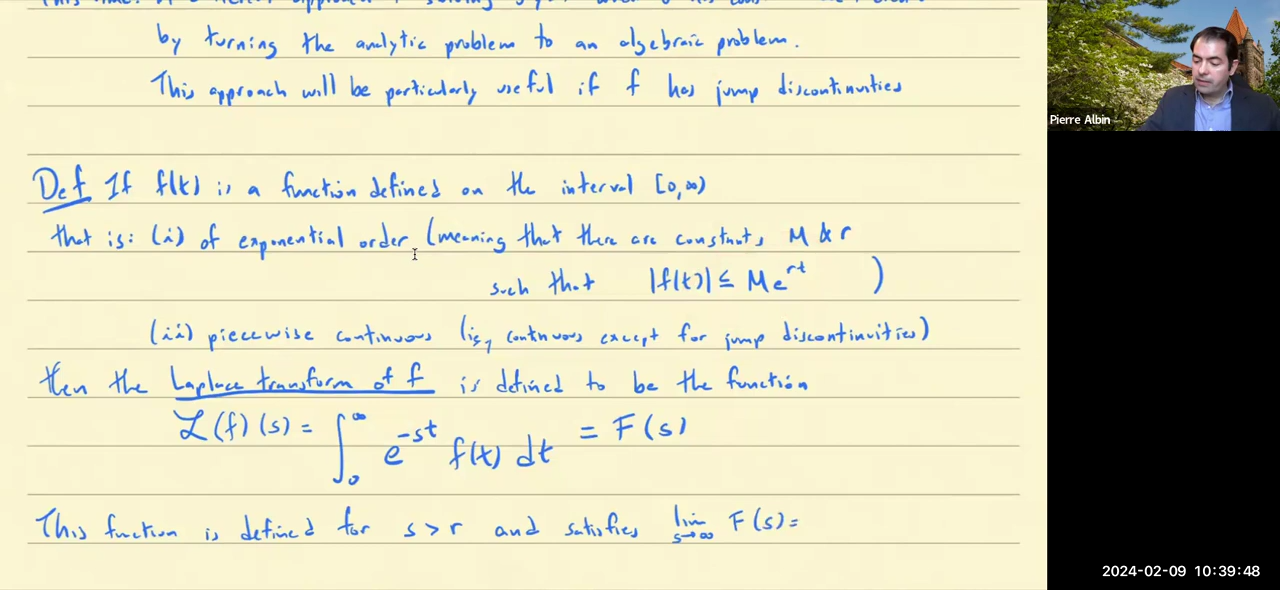 by turning the analytic problem to an algebraic problem.
This approach will be particularly useful if f has jump discontinuities
Def If f(t) is a function defined on the interval [0,∞)
that is: (i) of exponential order (meaning that there are constants M & r
such that |f(t)| ≤ Me^{rt} )
(ii) piecewise continuous (ie, continuous except for jump discontinuities)
then the Laplace transform of f is defined to be the function
ℒ(f)(s) = ∫_0^∞ e^{-st} f(t) dt = F(s)
This function is defined for s>r and satisfies lim_{s→∞} F(s) =
Pierre Albin
2024-02-09 10:39:48